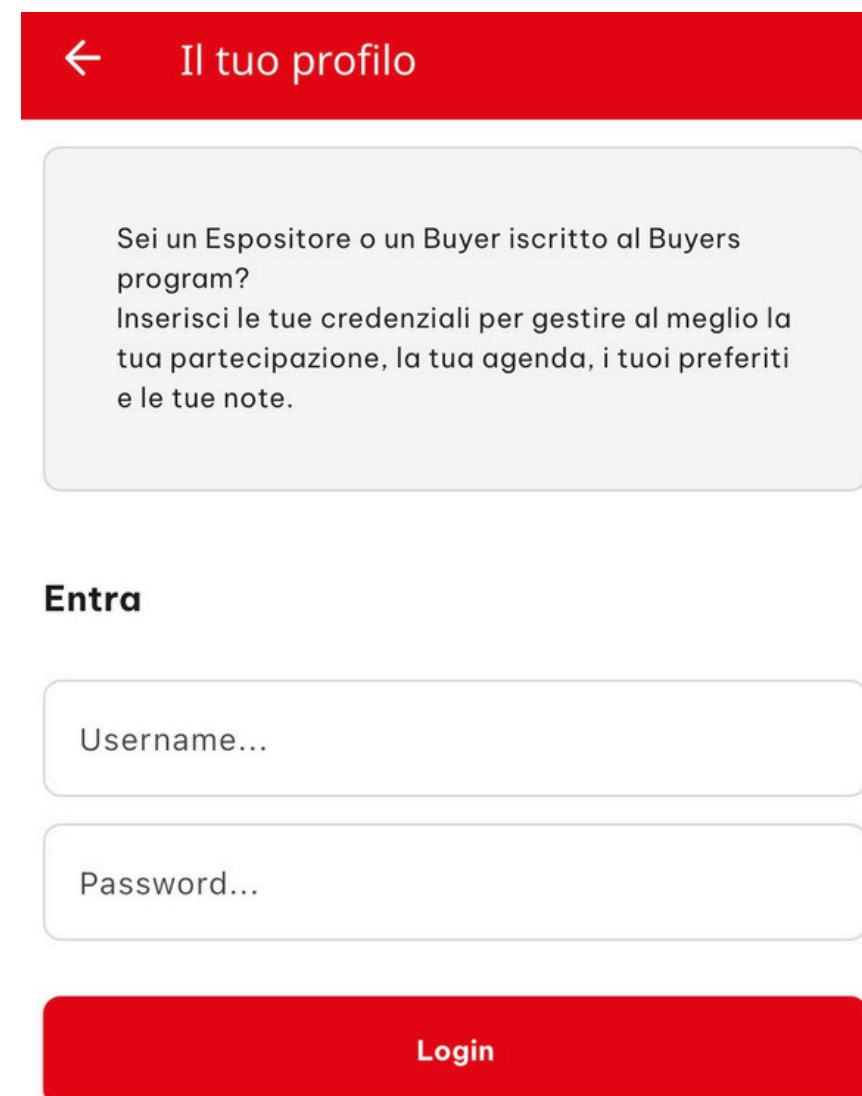 Il tuo profilo
Sei un Espositore o un Buyer iscritto al Buyers
program?
Inserisci le tue credenziali per gestire al meglio la
tua partecipazione, la tua agenda, i tuoi preferiti
e le tue note.
Entra
Username...
Password...
Login